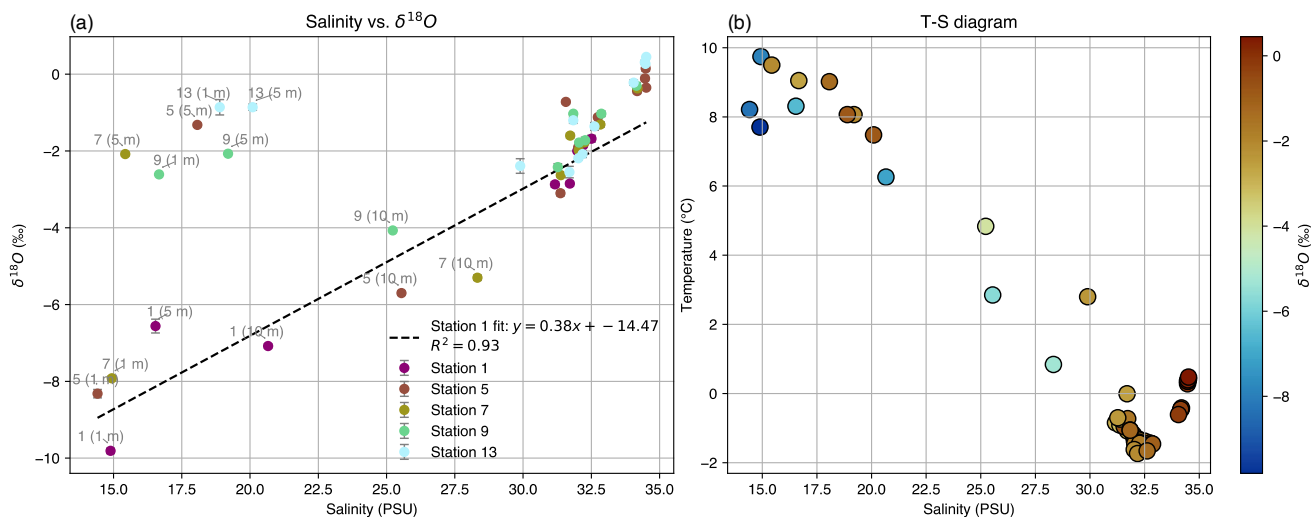 (a)
Salinity vs. δ¹⁸O
0
−2
−4
−6
−8
−10
δ¹⁸O (‰)
13 (1 m)
13 (5 m)
5 (5 m)
7 (5 m)
9 (5 m)
9 (1 m)
9 (10 m)
7 (10 m)
5 (10 m)
1 (5 m)
1 (10 m)
7 (1 m)
5 (1 m)
1 (1 m)
Station 1 fit: y = 0.38x + − 14.47
R² = 0.93
Station 1
Station 5
Station 7
Station 9
Station 13
15.0 17.5 20.0 22.5 25.0 27.5 30.0 32.5 35.0
Salinity (PSU)
(b)
T-S diagram
10
8
6
4
2
0
−2
Temperature (°C)
15.0 17.5 20.0 22.5 25.0 27.5 30.0 32.5 35.0
Salinity (PSU)
0
−2
−4
−6
−8
δ¹⁸O (‰)